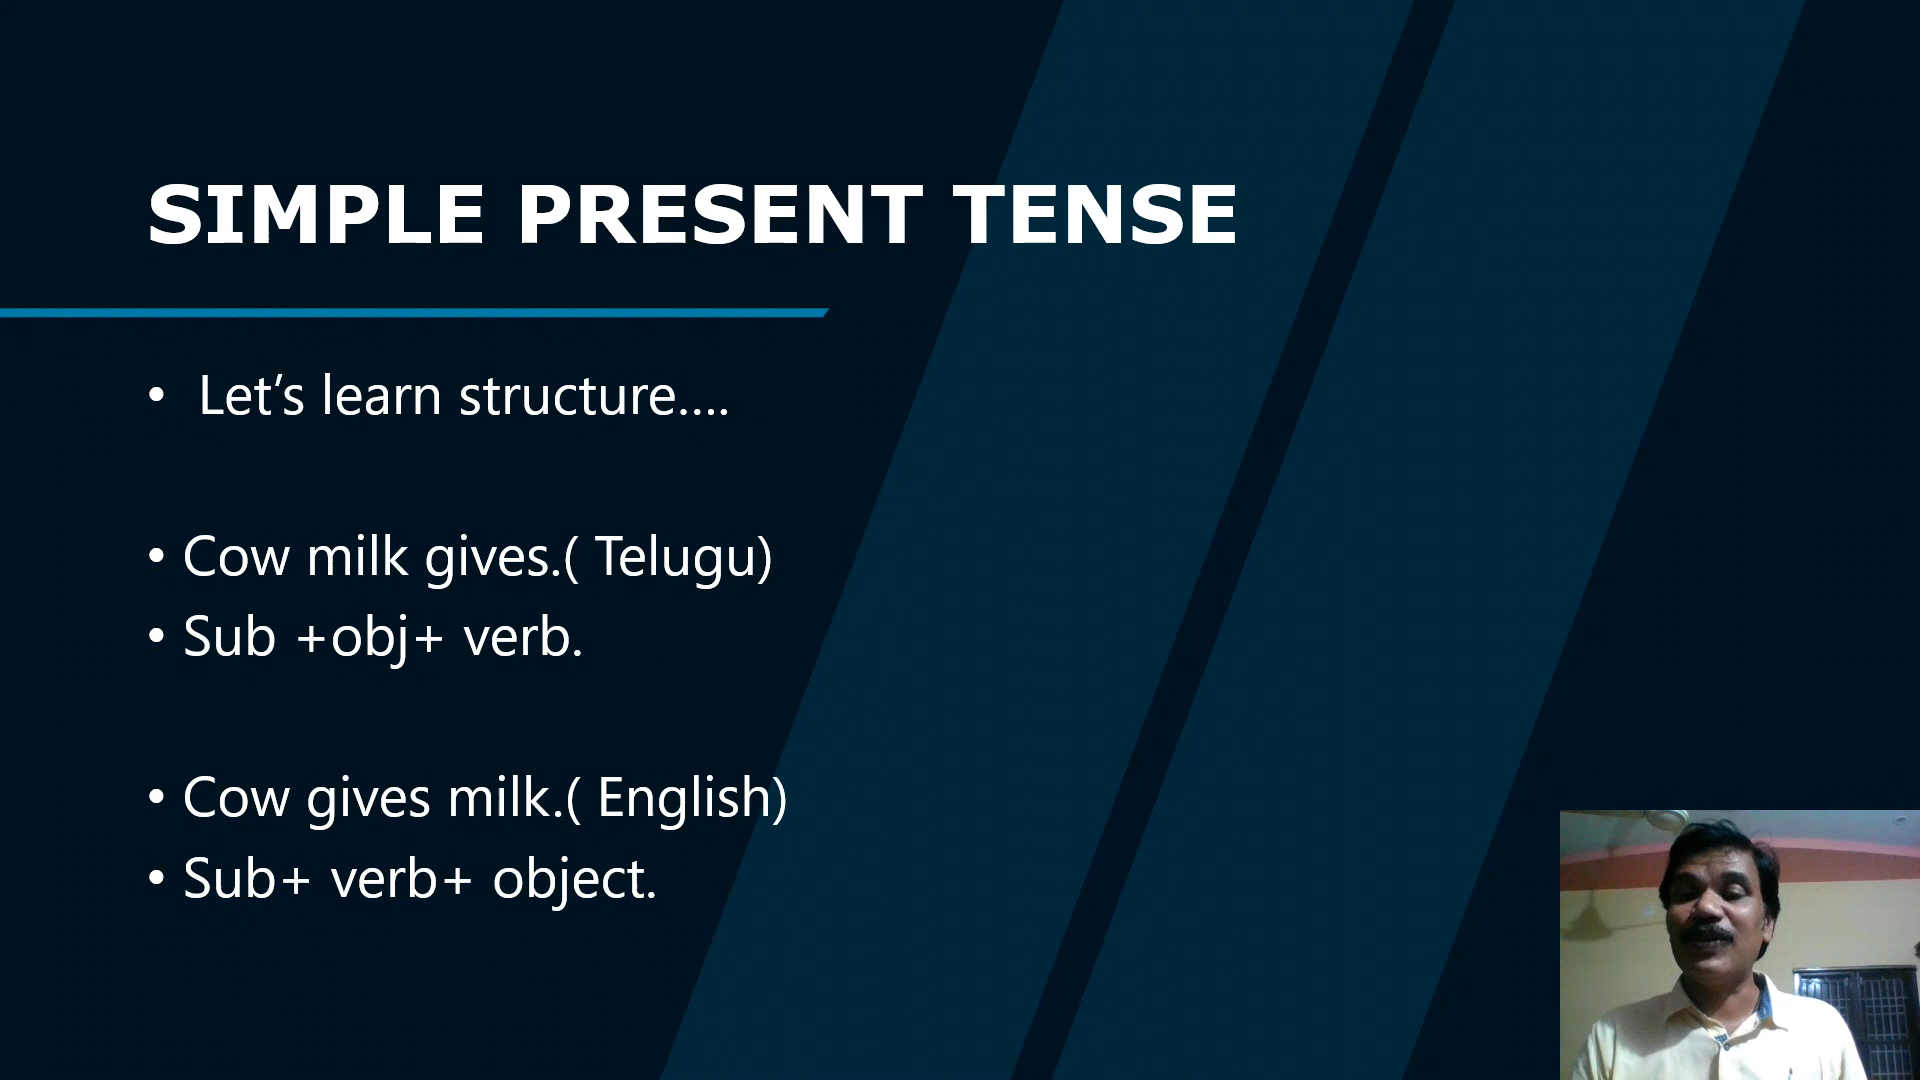 SIMPLE PRESENT TENSE
• Let’s learn structure....
• Cow milk gives.( Telugu)
• Sub +obj+ verb.
• Cow gives milk.( English)
• Sub+ verb+ object.